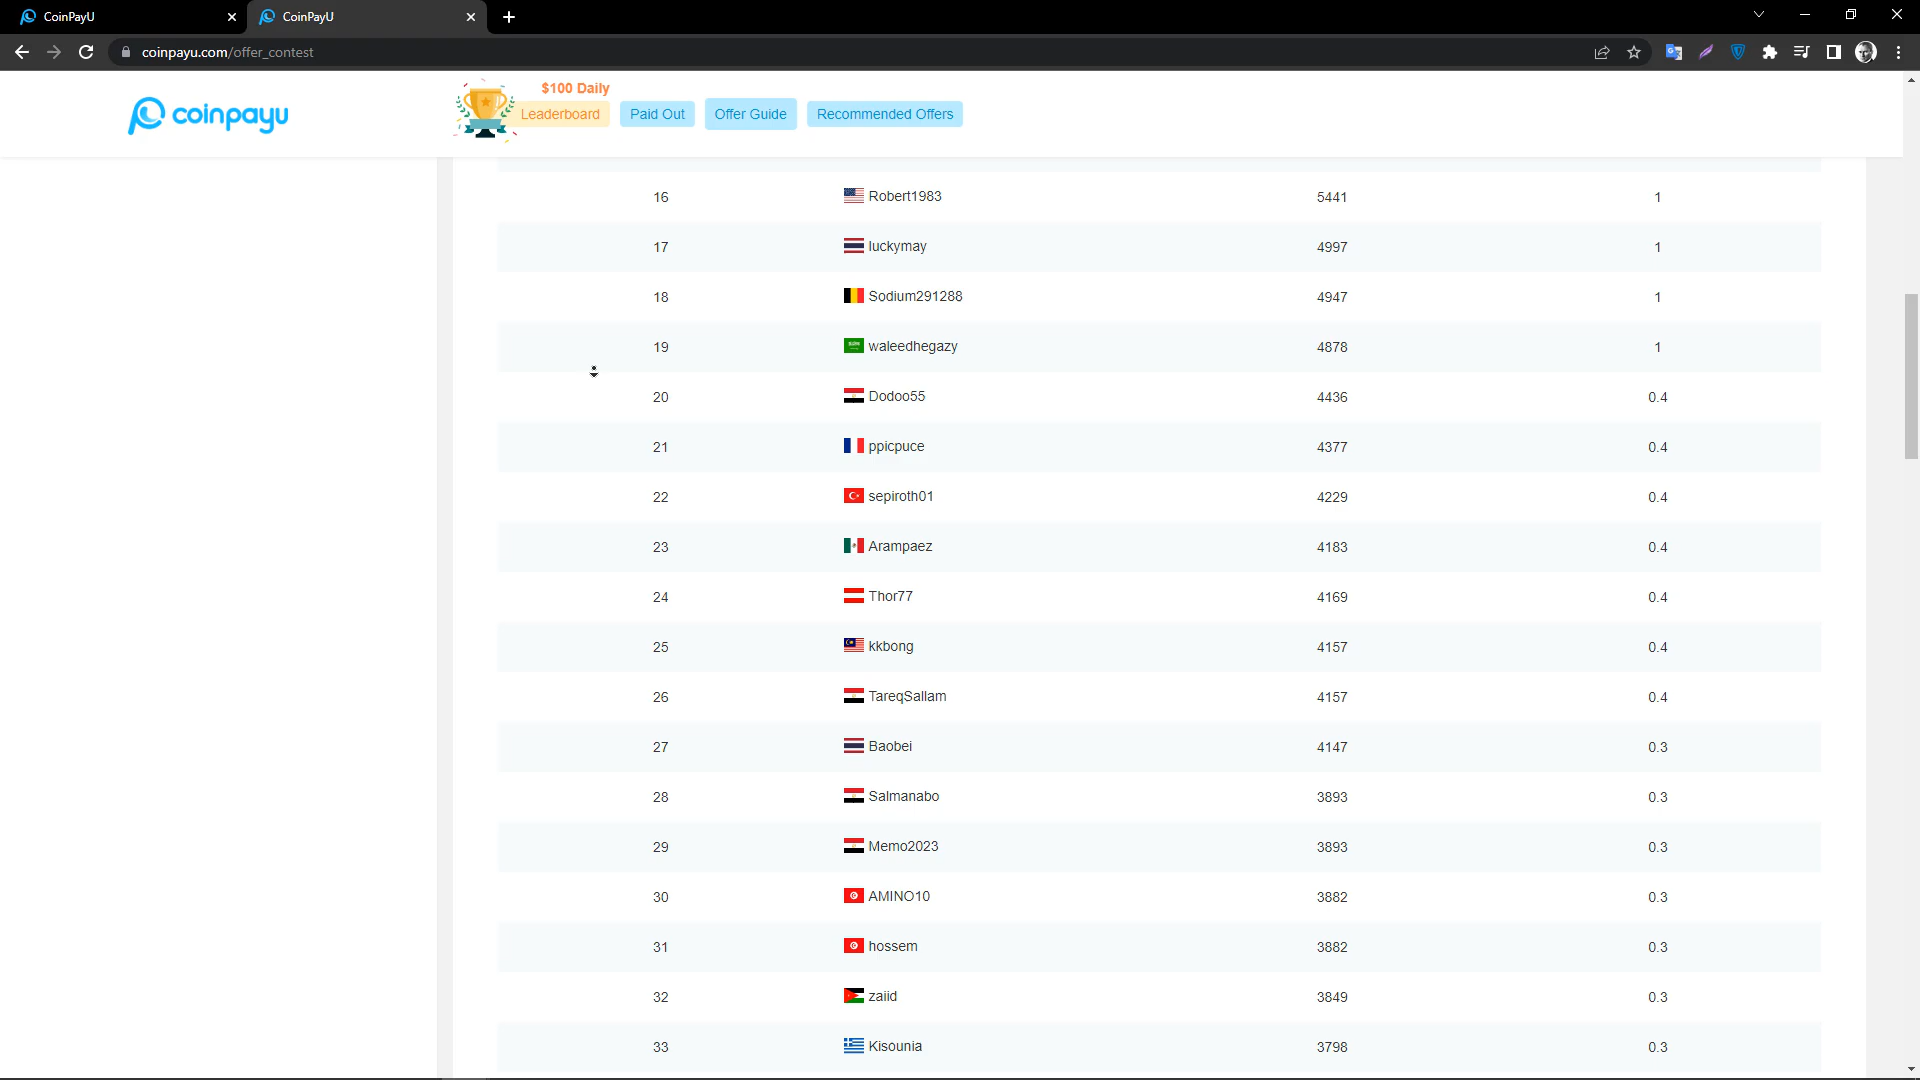 CoinPayU
CoinPayU
coinpayu.com/offer_contest
coinpayu
$100 Daily
Leaderboard
Paid Out
Offer Guide
Recommended Offers
16 Robert1983 5441 1
17 luckymay 4997 1
18 Sodium291288 4947 1
19 waleedhegazy 4878 1
20 Dodoo55 4436 0.4
21 ppicpuce 4377 0.4
22 sepiroth01 4229 0.4
23 Arampaez 4183 0.4
24 Thor77 4169 0.4
25 kkbong 4157 0.4
26 TareqSallam 4157 0.4
27 Baobei 4147 0.3
28 Salmanabo 3893 0.3
29 Memo2023 3893 0.3
30 AMINO10 3882 0.3
31 hossem 3882 0.3
32 zaiid 3849 0.3
33 Kisounia 3798 0.3